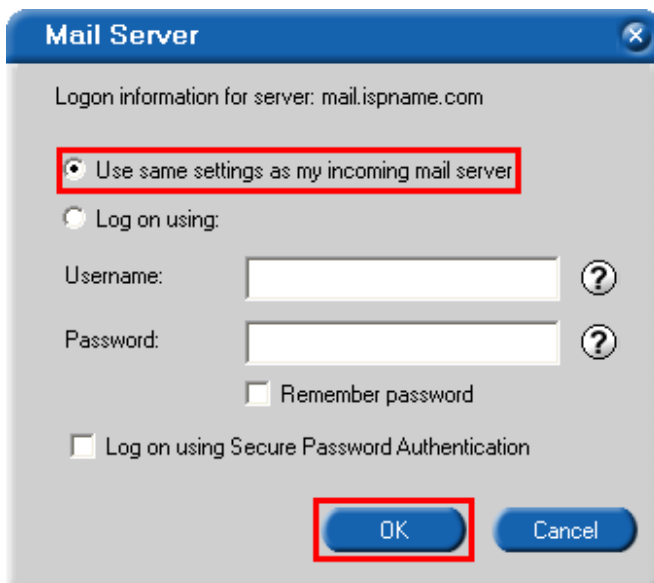 Mail Server
Logon information for server: mail.ispname.com
Use same settings as my incoming mail server
Log on using:
Username:
?
Password:
?
Remember password
Log on using Secure Password Authentication
OK Cancel